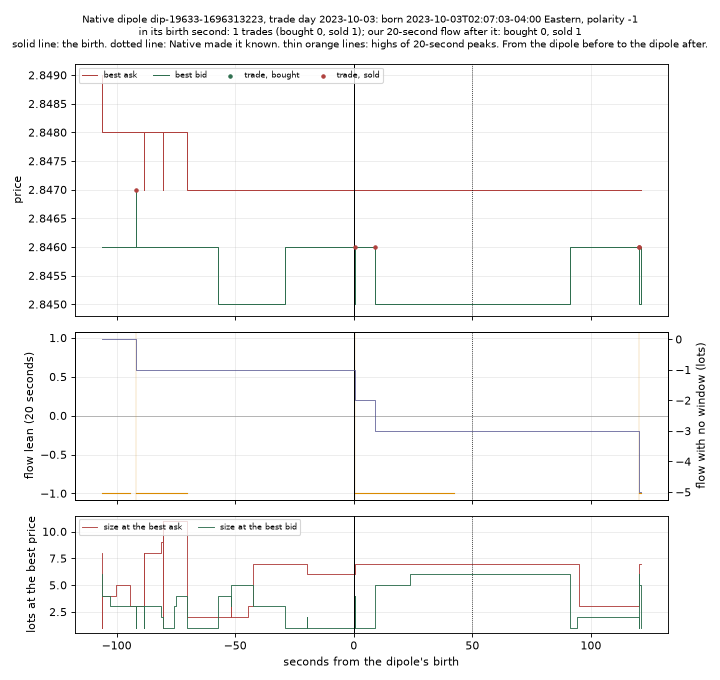 Native dipole dip-19633-1696313223, trade day 2023-10-03: born 2023-10-03T02:07:03-04:00 Eastern, polarity -1
in its birth second: 1 trades (bought 0, sold 1); our 20-second flow after it: bought 0, sold 1
solid line: the birth. dotted line: Native made it known. thin orange lines: highs of 20-second peaks. From the dipole before to the dipole after.
best ask best bid trade, bought trade, sold
2.8490
2.8485
2.8480
2.8475
2.8470
2.8465
2.8460
2.8455
2.8450
price
1.0
0.5
0.0
−0.5
−1.0
flow lean (20 seconds)
0
−1
−2
−3
−4
−5
flow with no window (lots)
size at the best ask size at the best bid
10.0
7.5
5.0
2.5
lots at the best price
−100 −50 0 50 100
seconds from the dipole's birth